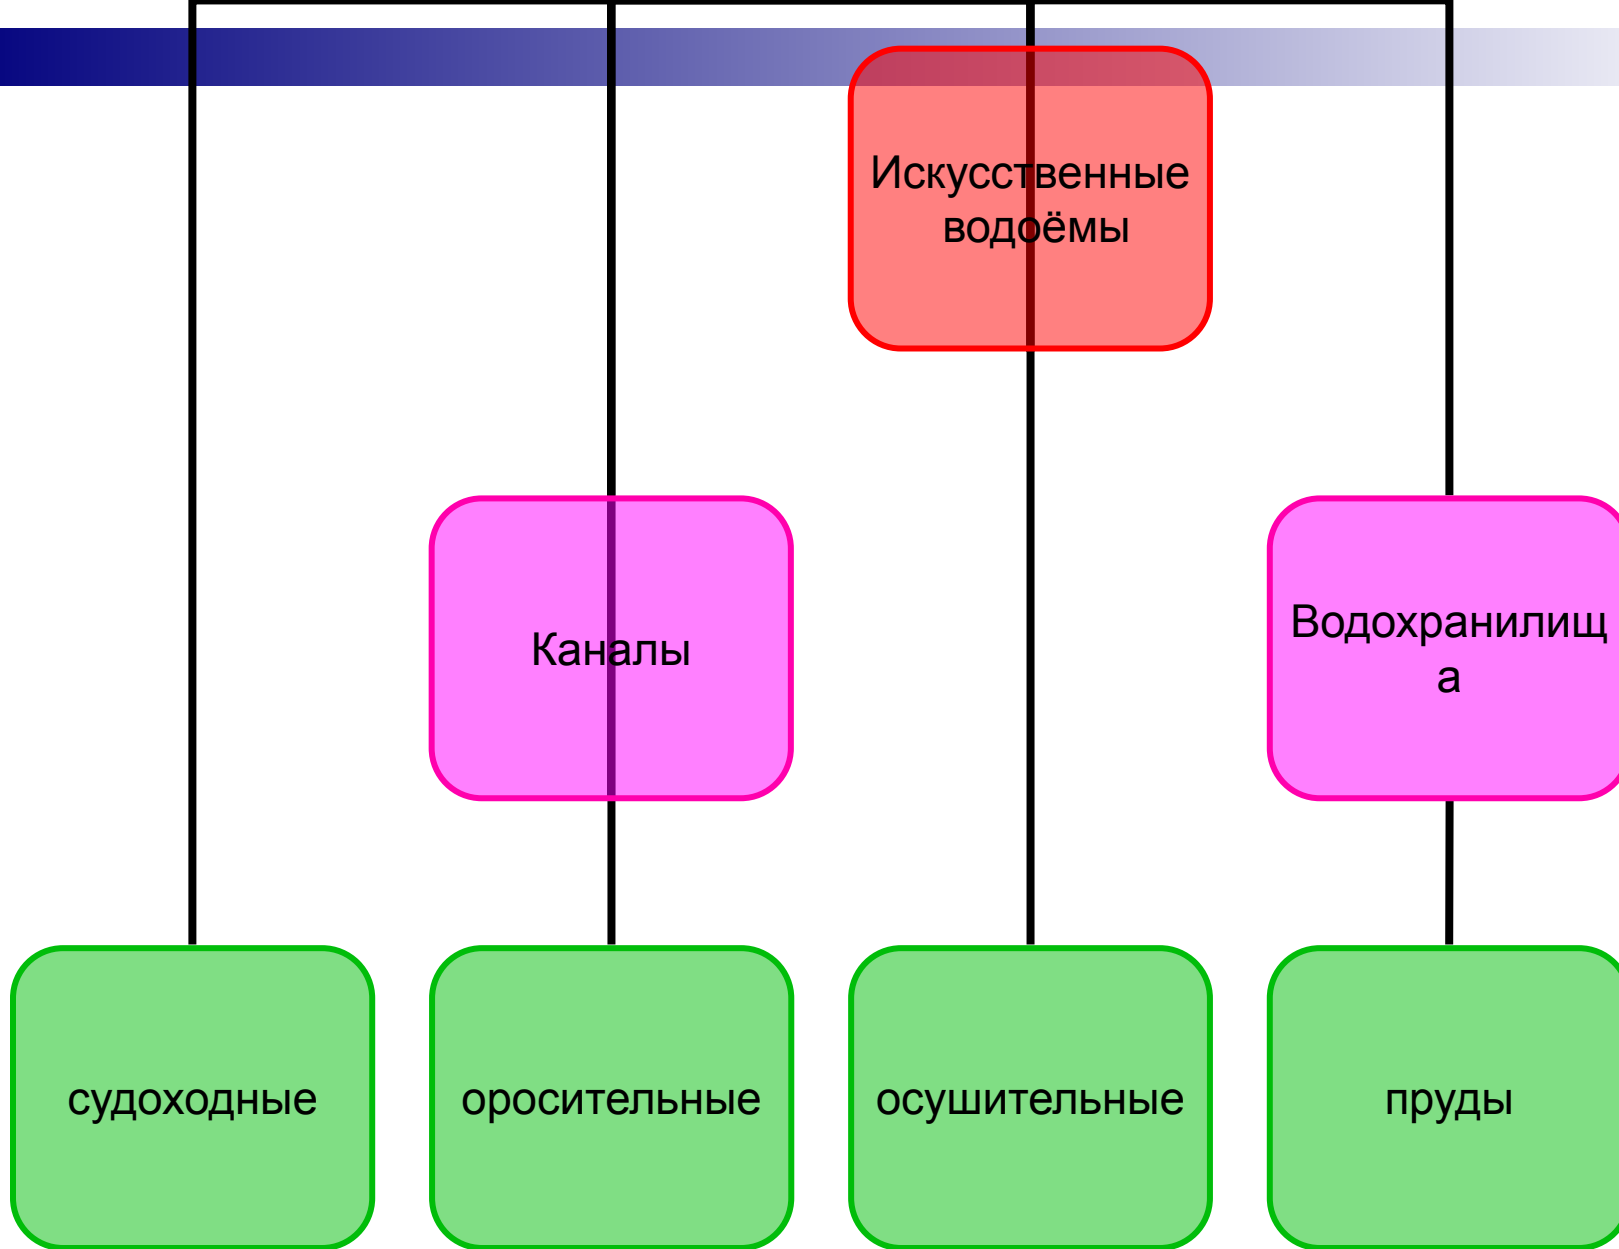 Искусственные
водоёмы
Каналы
Водохранилищ
а
судоходные
оросительные
осушительные
пруды